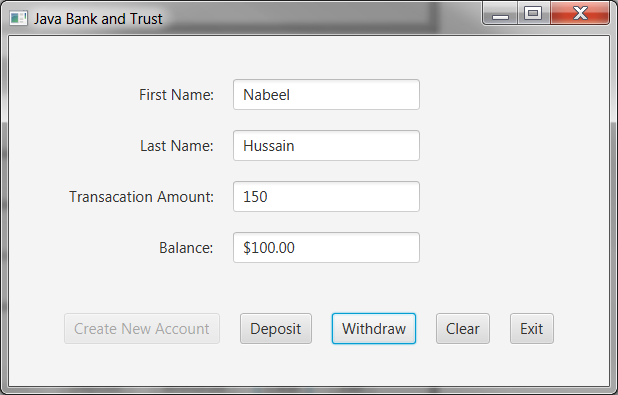 Java Bank and Trust
First Name: Nabeel
Last Name: Hussain
Transacation Amount: 150
Balance: $100.00
Create New Account Deposit Withdraw Clear Exit